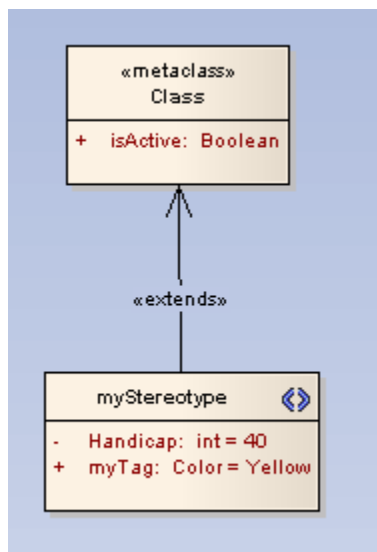 «metaclass»
Class
+ isActive: Boolean
«extends»
myStereotype
- Handicap: int = 40
+ myTag: Color = Yellow